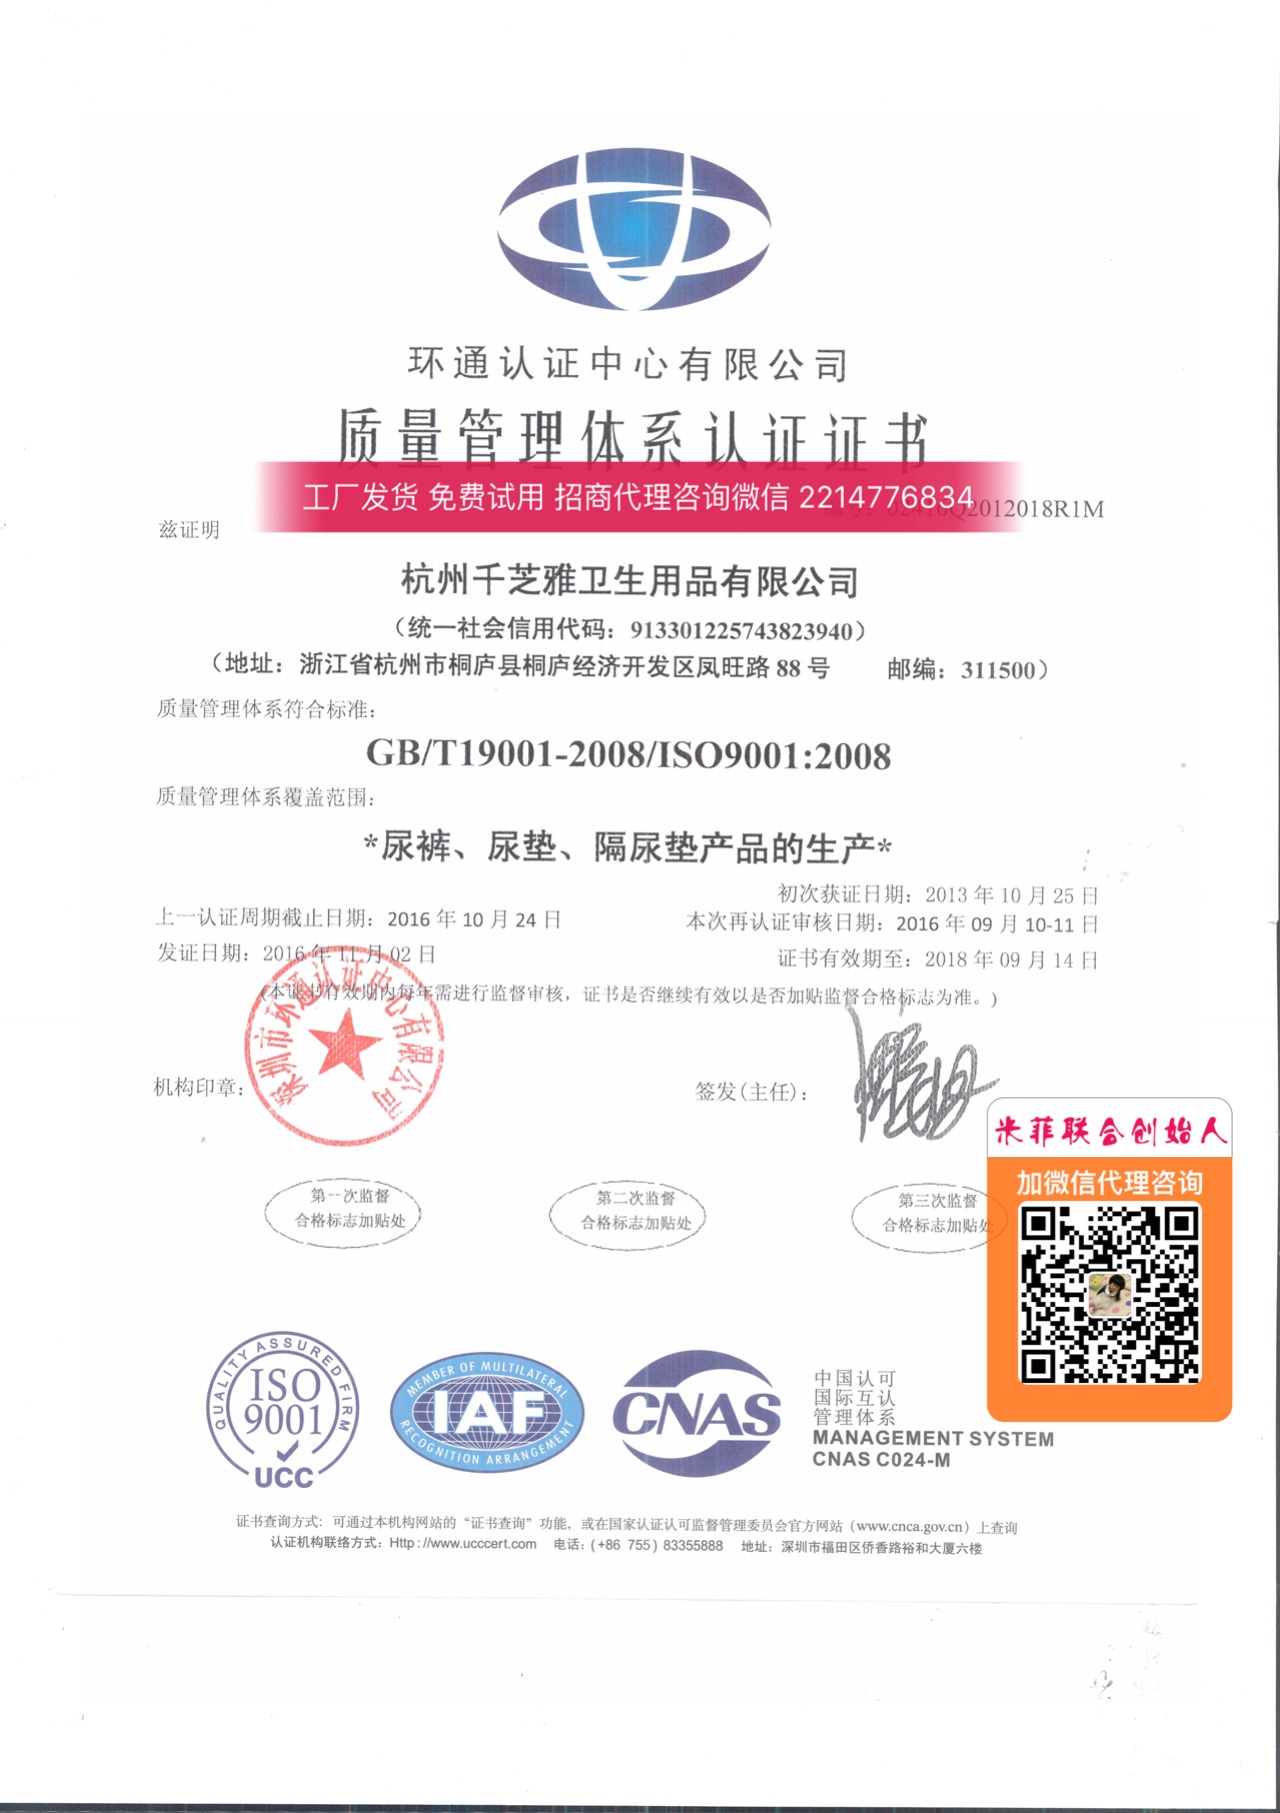 环通认证中心有限公司
质量管理体系认证证书
工厂发货 免费试用 招商代理咨询微信 2214776834
2012018R1M
兹证明
杭州千芝雅卫生用品有限公司
（统一社会信用代码：913301225743823940）
（地址：浙江省杭州市桐庐县桐庐经济开发区凤旺路 88 号 邮编：311500）
质量管理体系符合标准：
GB/T19001-2008/ISO9001:2008
质量管理体系覆盖范围：
*尿裤、尿垫、隔尿垫产品的生产*
初次获证日期：2013 年 10 月 25 日
上一认证周期截止日期：2016 年 10 月 24 日 本次再认证审核日期：2016 年 09 月 10-11 日
发证日期：2016 年 11 月 02 日 证书有效期至：2018 年 09 月 14 日
(本证书有效期内每年需进行监督审核，证书是否继续有效以是否加贴监督合格标志为准。)
深圳市环通认证中心有限公司
机构印章： 签发(主任)：
米菲联合创始人
加微信代理咨询
第一次监督
合格标志加贴处
第二次监督
合格标志加贴处
第三次监督
合格标志加贴处
QUALITY ASSURED FIRM
ISO
9001
UCC
MEMBER OF MULTILATERAL
IAF
RECOGNITION ARRANGEMENT
CNAS
中国认可
国际互认
管理体系
MANAGEMENT SYSTEM
CNAS C024-M
证书查询方式：可通过本机构网站的“证书查询”功能，或在国家认证认可监督管理委员会官方网站（www.cnca.gov.cn）上查询
认证机构联络方式：Http://www.ucccert.com 电话：(+86 755) 83355888 地址：深圳市福田区侨香路裕和大厦六楼